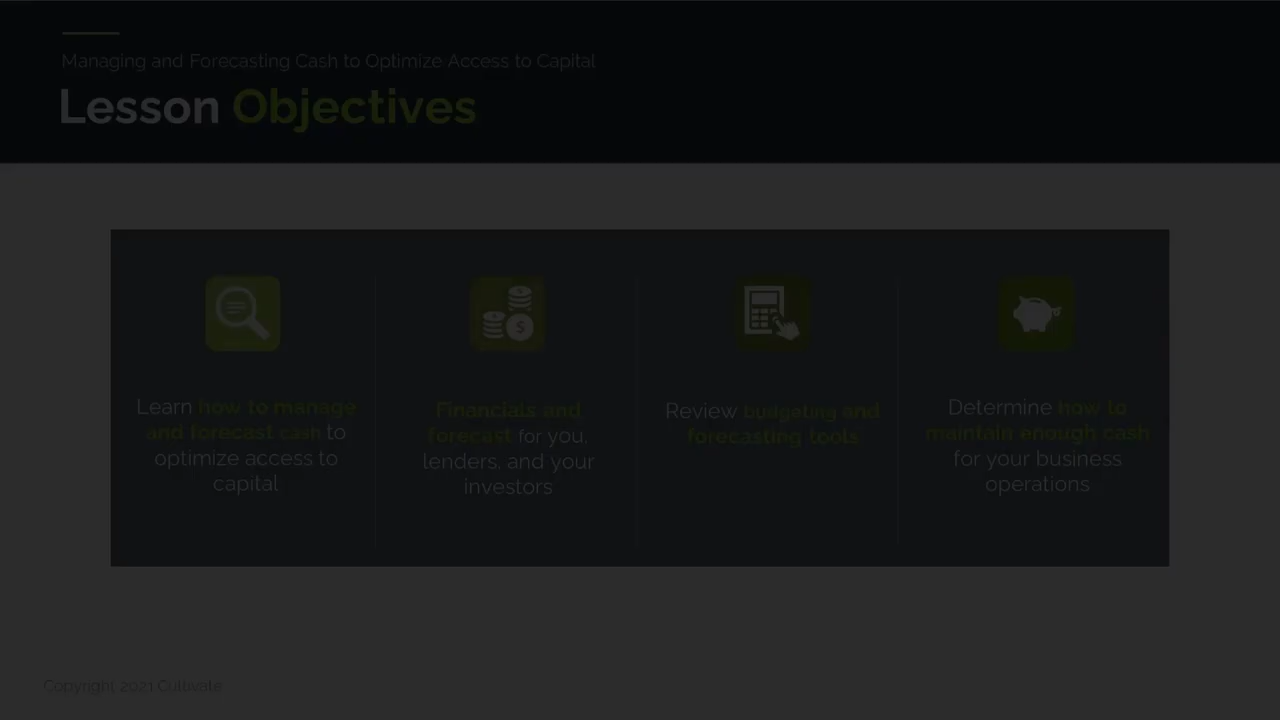 Managing and Forecasting Cash to Optimize Access to Capital
Lesson Objectives
Learn how to manage
and forecast cash to
optimize access to
capital
Financials and
forecast for you,
lenders, and your
investors
Review budgeting and
forecasting tools
Determine how to
maintain enough cash
for your business
operations
Copyright 2021 Cultivate